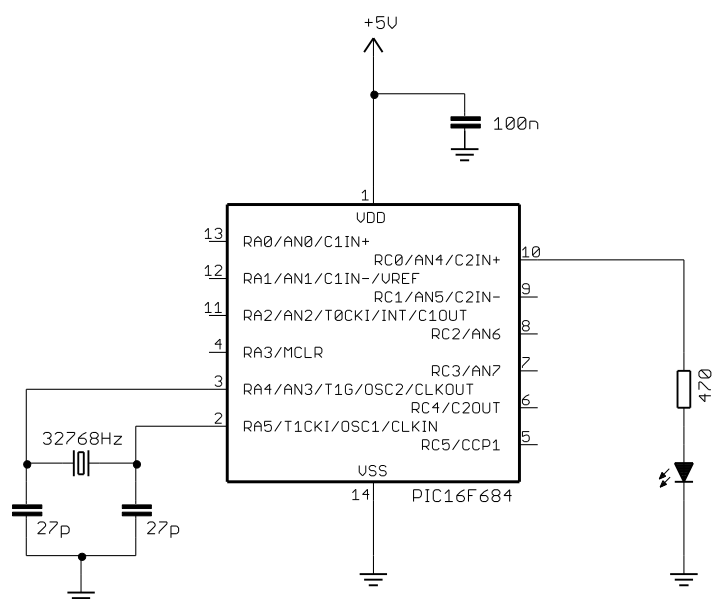 +5V
100n
1
VDD
13 RA0/AN0/C1IN+
RC0/AN4/C2IN+ 10
12 RA1/AN1/C1IN-/VREF
RC1/AN5/C2IN- 9
11 RA2/AN2/T0CKI/INT/C1OUT
RC2/AN6 8
4 RA3/MCLR
RC3/AN7 7
3 RA4/AN3/T1G/OSC2/CLKOUT
470
RC4/C2OUT 6
2 RA5/T1CKI/OSC1/CLKIN
32768Hz
RC5/CCP1 5
VSS
14
PIC16F684
27p
27p